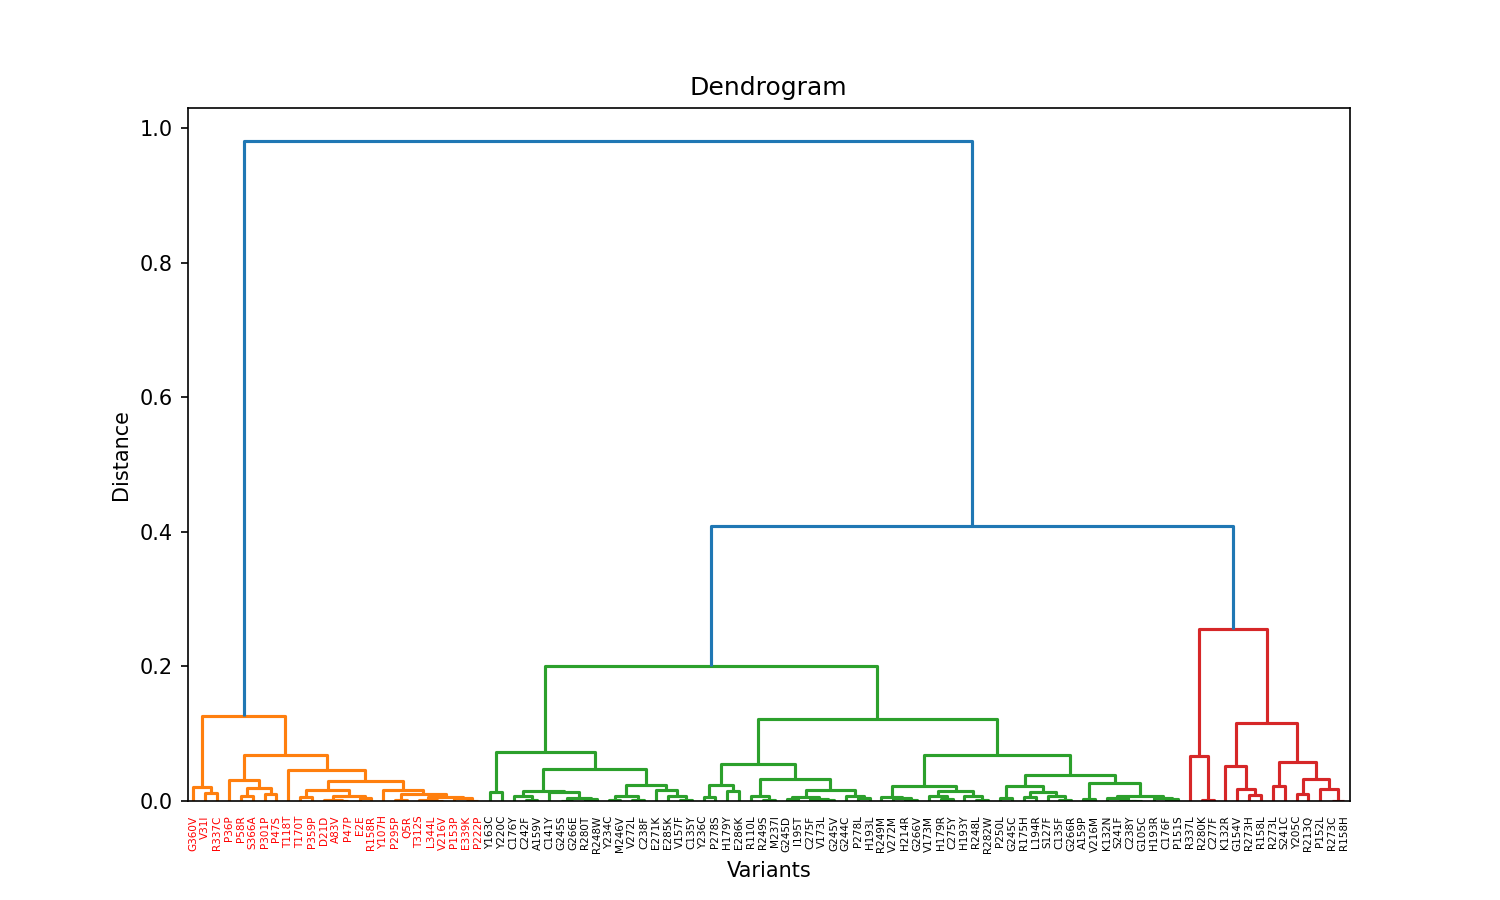 Dendrogram
1.0
0.8
0.6
0.4
0.2
0.0
Distance
G360V
V31I
R337C
P36P
P58R
S366A
P301P
P47S
T118T
T170T
P359P
D21D
A83V
P47P
E2E
R158R
Y107H
P295P
Q5R
T312S
L344L
V216V
P153P
E339K
P222P
Y163C
Y220C
C176Y
C242F
A159V
C141Y
G245S
G266E
R280T
R248W
Y234C
M246V
V272L
C238F
E271K
E285K
V157F
C135Y
Y236C
P278S
H179Y
E286K
R110L
R249S
M237I
G245D
I195T
C275F
V173L
G245V
G244C
P278L
H193L
R249M
V272M
H214R
G266V
V173M
H179R
C275Y
H193Y
R248L
R282W
P250L
G245C
R175H
L194R
S127F
C135F
G266R
A159P
V216M
K132N
S241F
C238Y
G105C
H193R
C176F
P151S
R337L
R280K
C277F
K132R
G154V
R273H
R158L
R273L
S241C
Y205C
R213Q
P152L
R273C
R158H
Variants